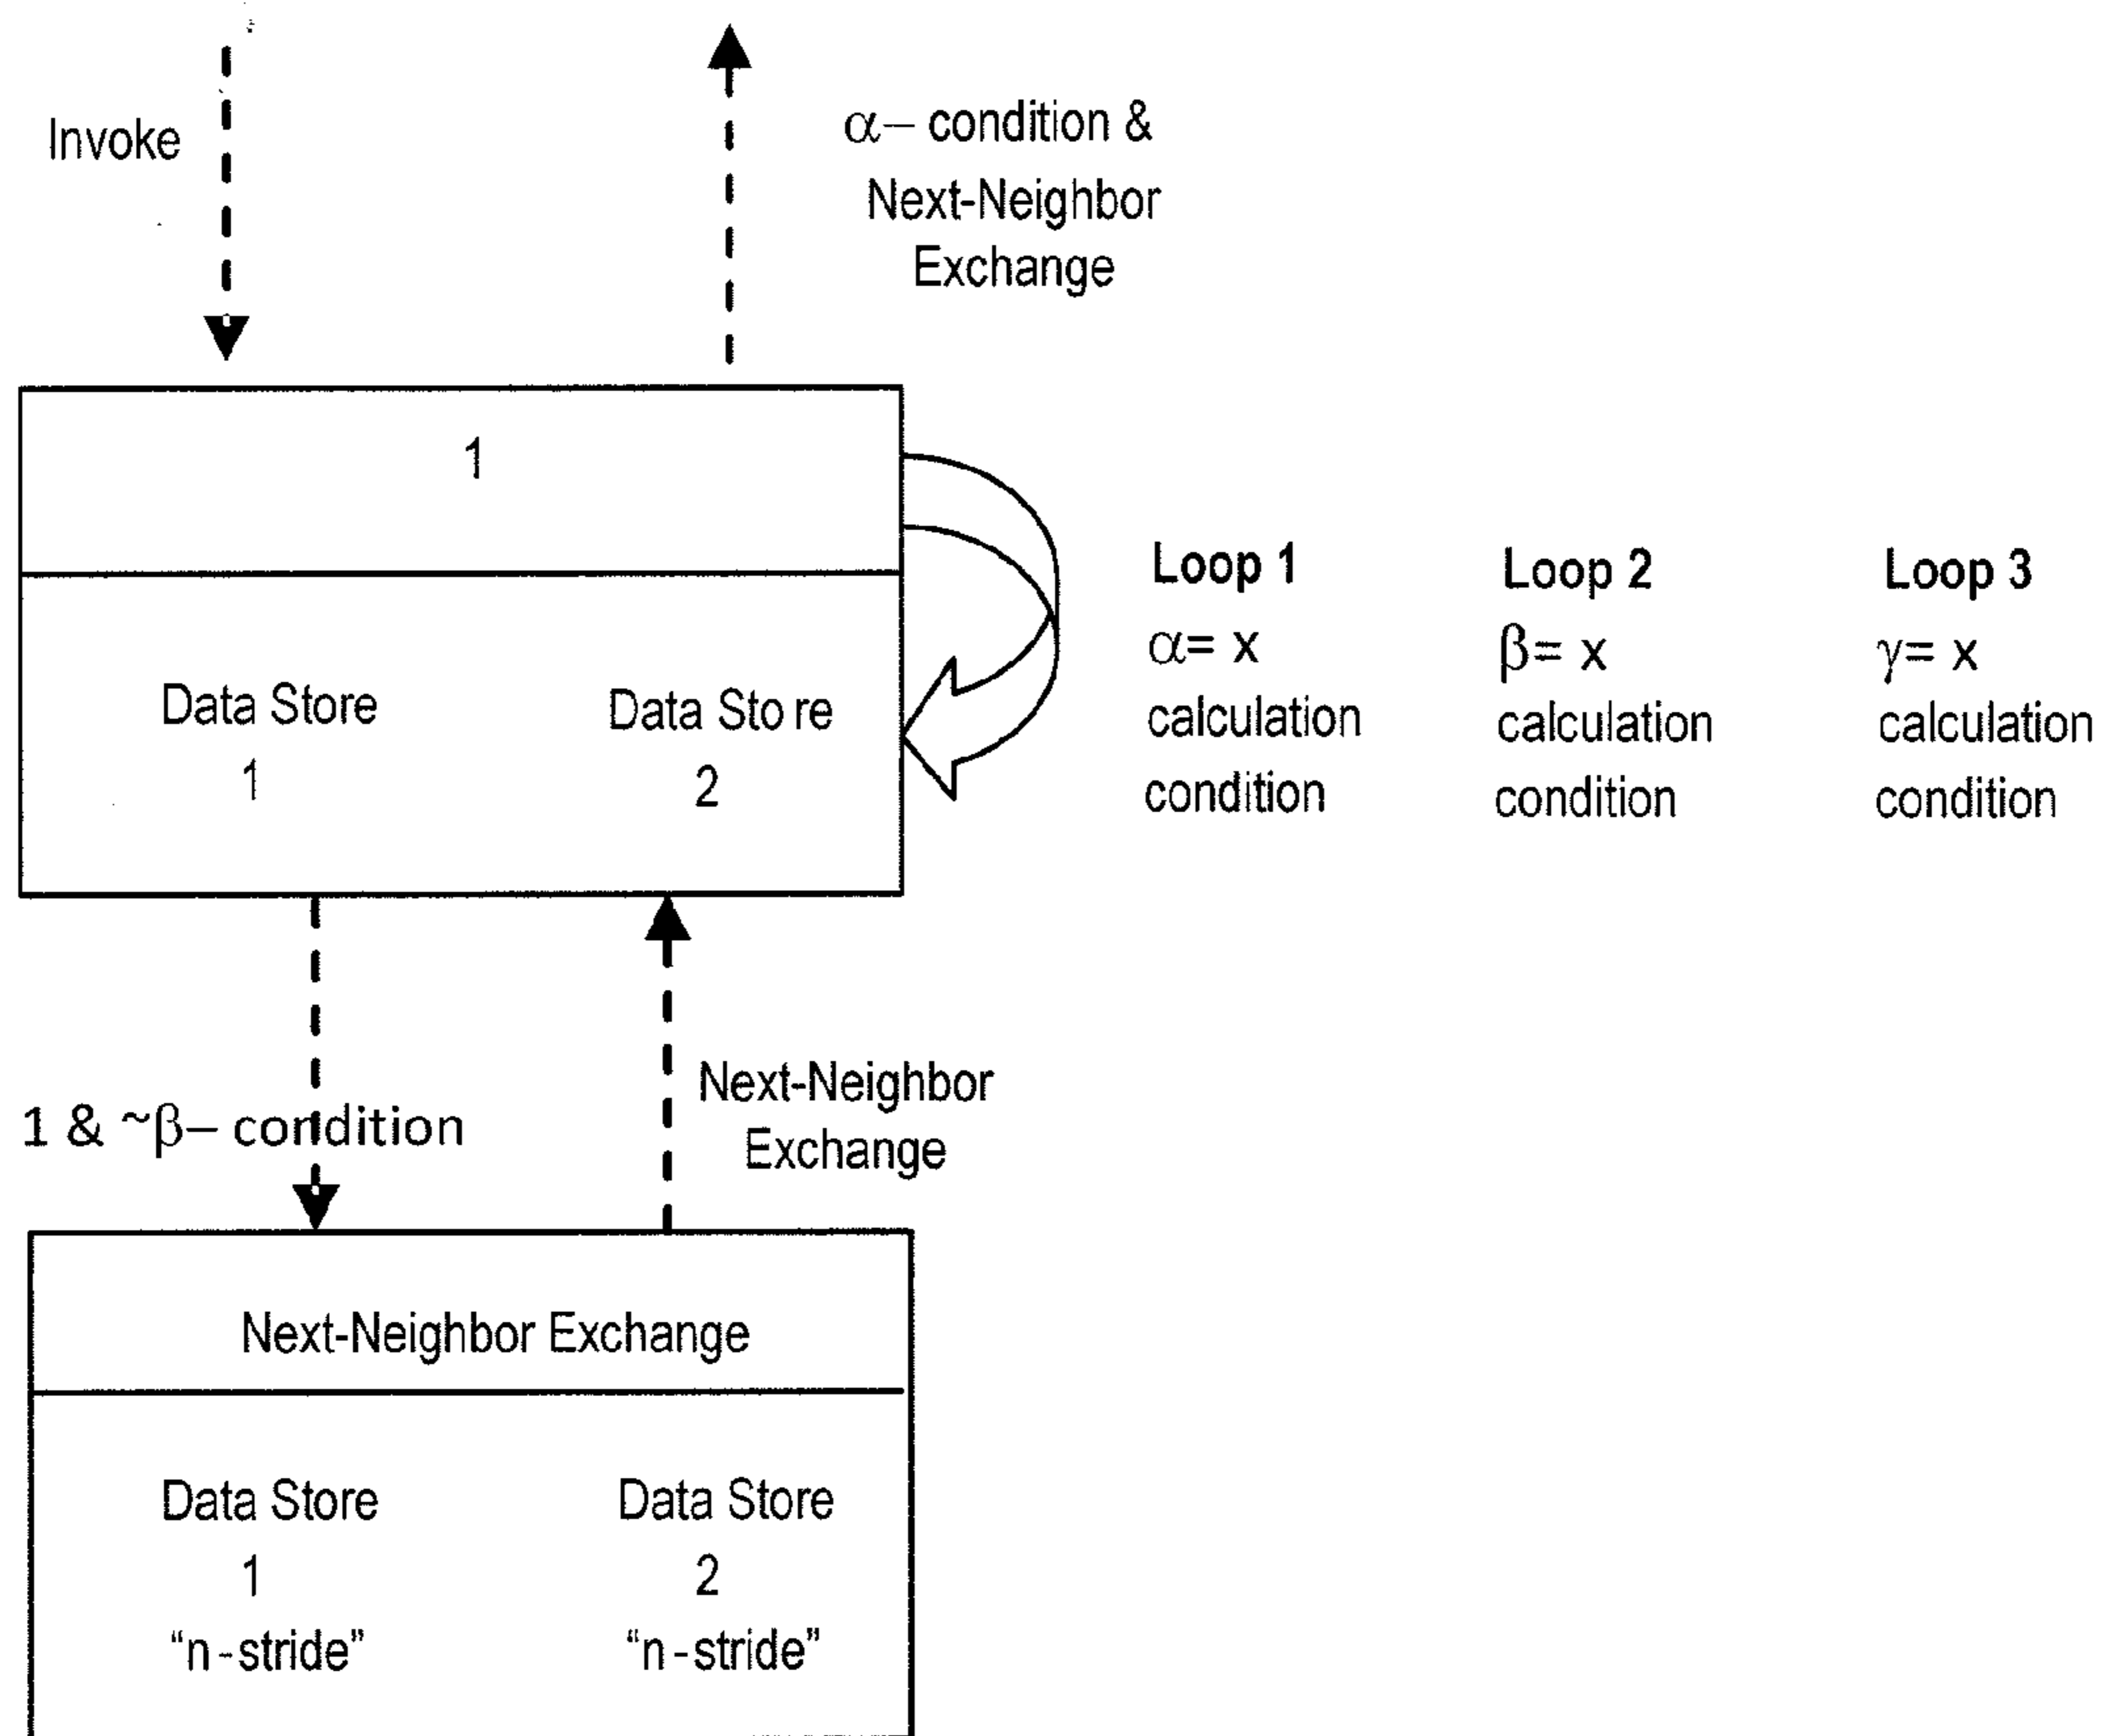 Invoke
α– condition &
Next-Neighbor
Exchange
1
Data Store
1
Data Store
2
Loop 1
α= x
calculation
condition
Loop 2
β= x
calculation
condition
Loop 3
γ= x
calculation
condition
1 & ~β– condition
Next-Neighbor
Exchange
Next-Neighbor Exchange
Data Store
1
“n-stride”
Data Store
2
“n-stride”